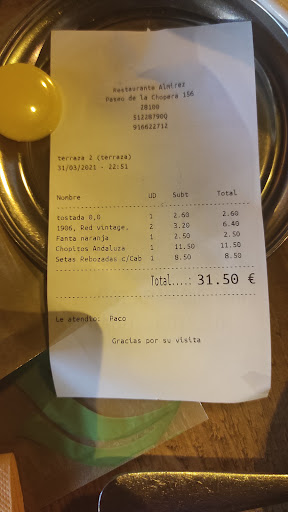 Restaurante Almirez
Paseo de la Chopera 156
28100
51228790Q
916622712
terraza 2 (terraza)
31/03/2021 - 22:51
Nombre UD Subt Total
tostada 0,0 1 2.60 2.60
1906, Red vintage, 2 3.20 6.40
Fanta naranja 1 2.50 2.50
Chopitos Andaluza 1 11.50 11.50
Setas Rebozadas c/Cab 1 8.50 8.50
Total....: 31.50 €
Le atendio: Paco
Gracias por su visita